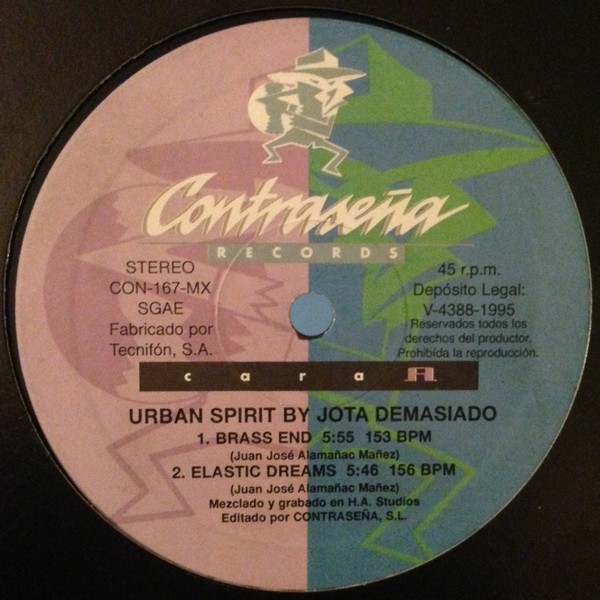 Contraseña
RECORDS
STEREO
CON-167-MX
SGAE
Fabricado por
Tecnifón, S.A.
45 r.p.m.
Depósito Legal:
V-4388-1995
Reservados todos los
derechos del productor.
Prohibída la reproducción.
cara A
URBAN SPIRIT BY JOTA DEMASIADO
1. BRASS END 5:55 153 BPM
(Juan José Alamañac Mañez)
2. ELASTIC DREAMS 5:46 156 BPM
(Juan José Alamañac Mañez)
Mezclado y grabado en H.A. Studios
Editado por CONTRASEÑA, S.L.